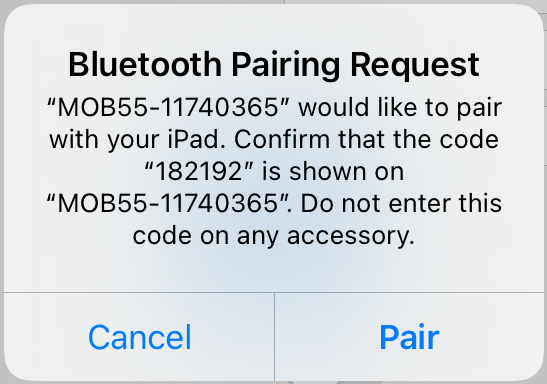 Bluetooth Pairing Request
“MOB55-11740365” would like to pair
with your iPad. Confirm that the code
“182192” is shown on
“MOB55-11740365”. Do not enter this
code on any accessory.
Cancel
Pair